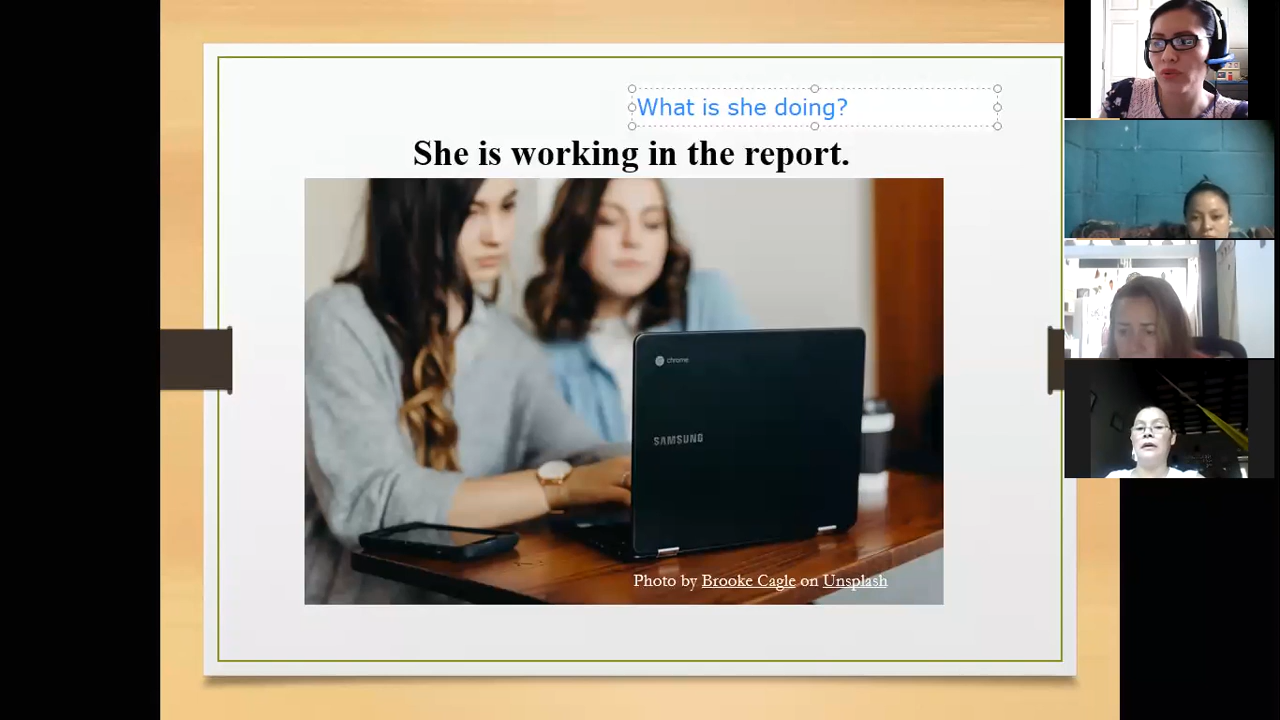 What is she doing?
She is working in the report.
chrome
SAMSUNG
Photo by Brooke Cagle on Unsplash